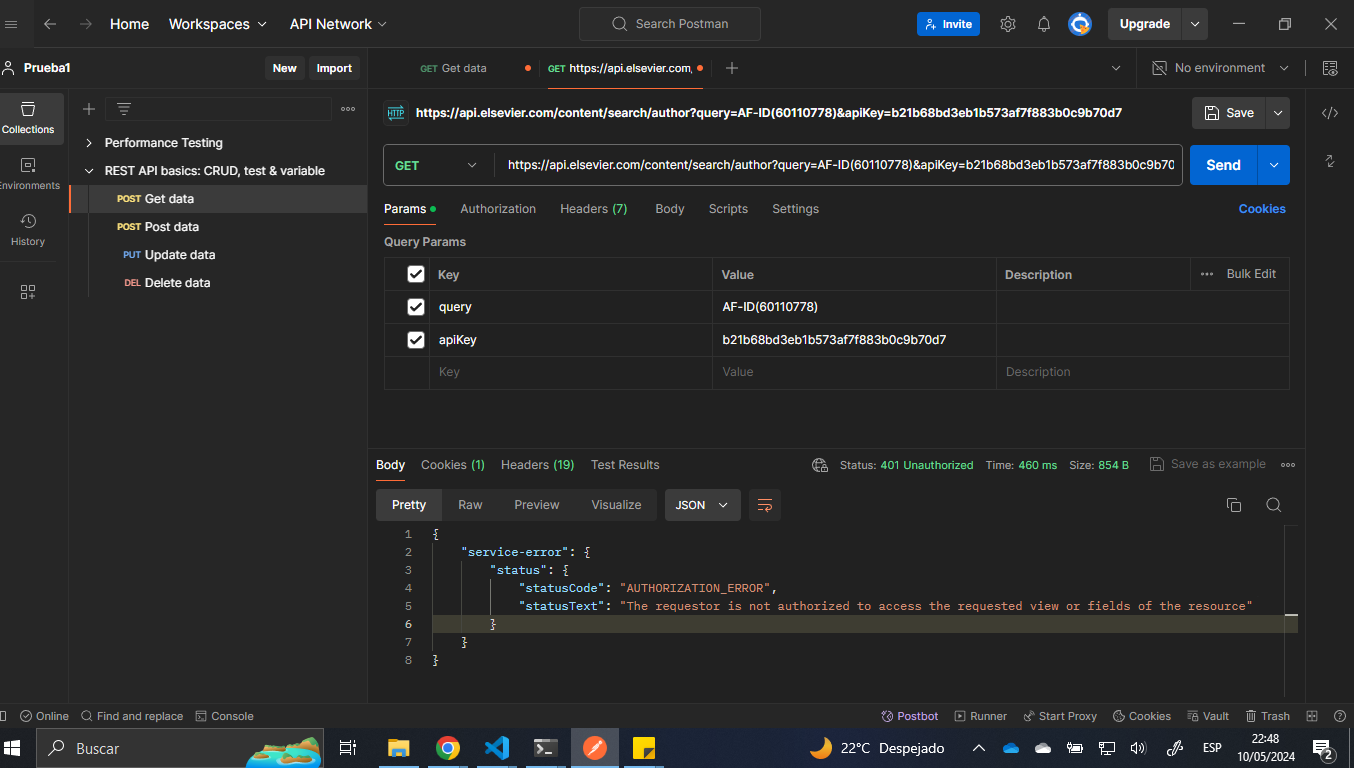 Home Workspaces API Network Search Postman Invite Upgrade
Prueba1 New Import GET Get data GET https://api.elsevier.com, No environment
Collections
Environments
History
Performance Testing
REST API basics: CRUD, test & variable
POST Get data
POST Post data
PUT Update data
DEL Delete data
HTTP https://api.elsevier.com/content/search/author?query=AF-ID(60110778)&apiKey=b21b68bd3eb1b573af7f883b0c9b70d7 Save
GET https://api.elsevier.com/content/search/author?query=AF-ID(60110778)&apiKey=b21b68bd3eb1b573af7f883b0c9b70 Send
Params Authorization Headers (7) Body Scripts Settings Cookies
Query Params
Key Value Description Bulk Edit
query AF-ID(60110778)
apiKey b21b68bd3eb1b573af7f883b0c9b70d7
Key Value Description
Body Cookies (1) Headers (19) Test Results Status: 401 Unauthorized Time: 460 ms Size: 854 B Save as example
Pretty Raw Preview Visualize JSON
1 {
2 "service-error": {
3 "status": {
4 "statusCode": "AUTHORIZATION_ERROR",
5 "statusText": "The requestor is not authorized to access the requested view or fields of the resource"
6 }
7 }
8 }
Online Find and replace Console Postbot Runner Start Proxy Cookies Vault Trash
Buscar 22°C Despejado ESP 22:48
10/05/2024 2